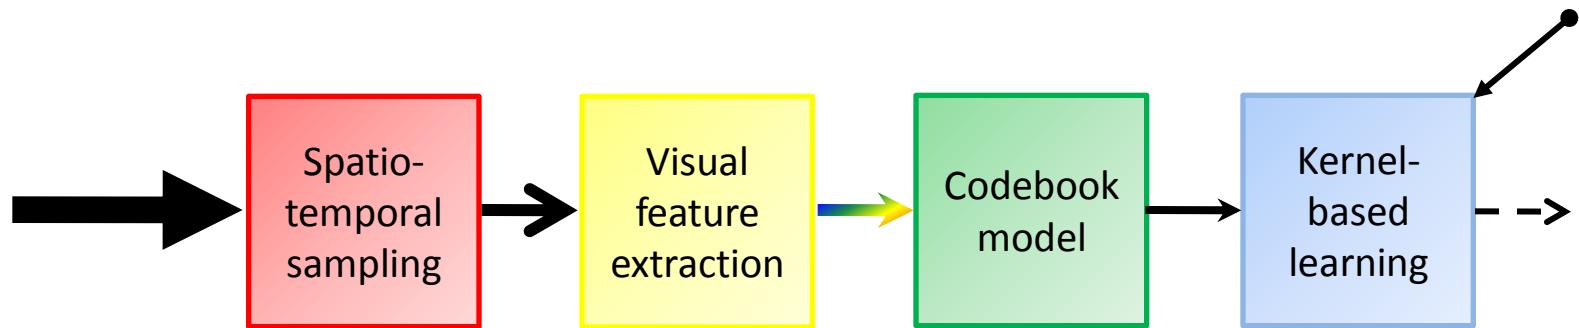 Spatio-
temporal
sampling
Visual
feature
extraction
Codebook
model
Kernel-
based
learning